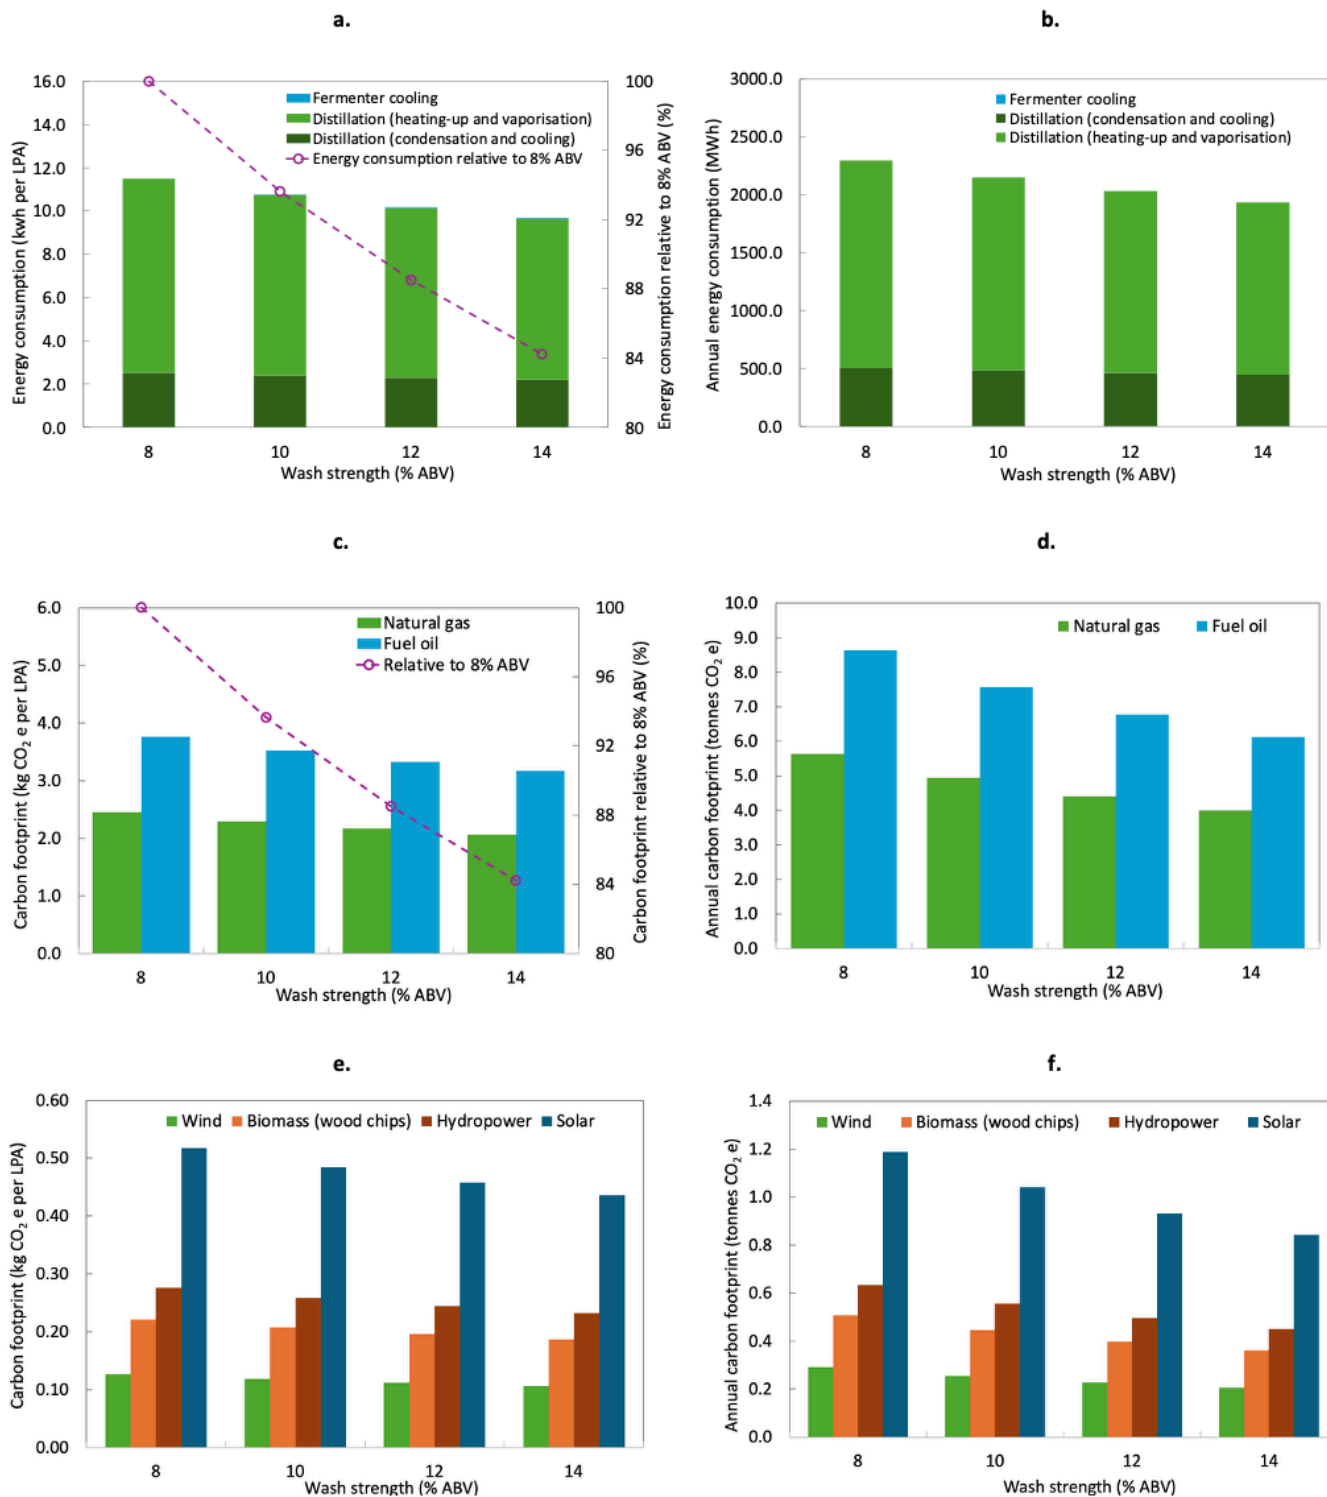 a.
16.0
14.0
12.0
10.0
8.0
6.0
4.0
2.0
0.0
Energy consumption (kwh per LPA)
Fermenter cooling
Distillation (heating-up and vaporisation)
Distillation (condensation and cooling)
Energy consumption relative to 8% ABV
100
96
92
88
84
80
Energy consumption relative to 8% ABV (%)
8 10 12 14
Wash strength (% ABV)
b.
3000.0
2500.0
2000.0
1500.0
1000.0
500.0
0.0
Annual energy consumption (MWh)
Fermenter cooling
Distillation (condensation and cooling)
Distillation (heating-up and vaporisation)
8 10 12 14
Wash strength (% ABV)
c.
6.0
5.0
4.0
3.0
2.0
1.0
0.0
Carbon footprint (kg CO2 e per LPA)
Natural gas
Fuel oil
Relative to 8% ABV
100
96
92
88
84
80
Carbon footprint relative to 8% ABV (%)
8 10 12 14
Wash strength (% ABV)
d.
10.0
9.0
8.0
7.0
6.0
5.0
4.0
3.0
2.0
1.0
0.0
Annual carbon footprint (tonnes CO2 e)
Natural gas Fuel oil
8 10 12 14
Wash strength (% ABV)
e.
0.60
0.50
0.40
0.30
0.20
0.10
0.00
Carbon footprint (kg CO2 e per LPA)
Wind Biomass (wood chips) Hydropower Solar
8 10 12 14
Wash strength (% ABV)
f.
1.4
1.2
1.0
0.8
0.6
0.4
0.2
0.0
Annual carbon footprint (tonnes CO2 e)
Wind Biomass (wood chips) Hydropower Solar
8 10 12 14
Wash strength (% ABV)